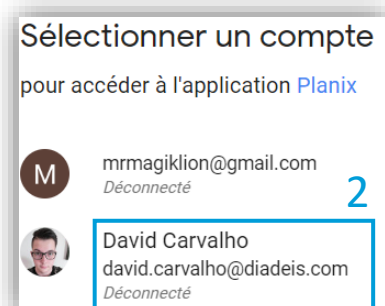 Sélectionner un compte
pour accéder à l'application Planix
M
mrmagiklion@gmail.com
Déconnecté
2
David Carvalho
david.carvalho@diadeis.com
Déconnecté